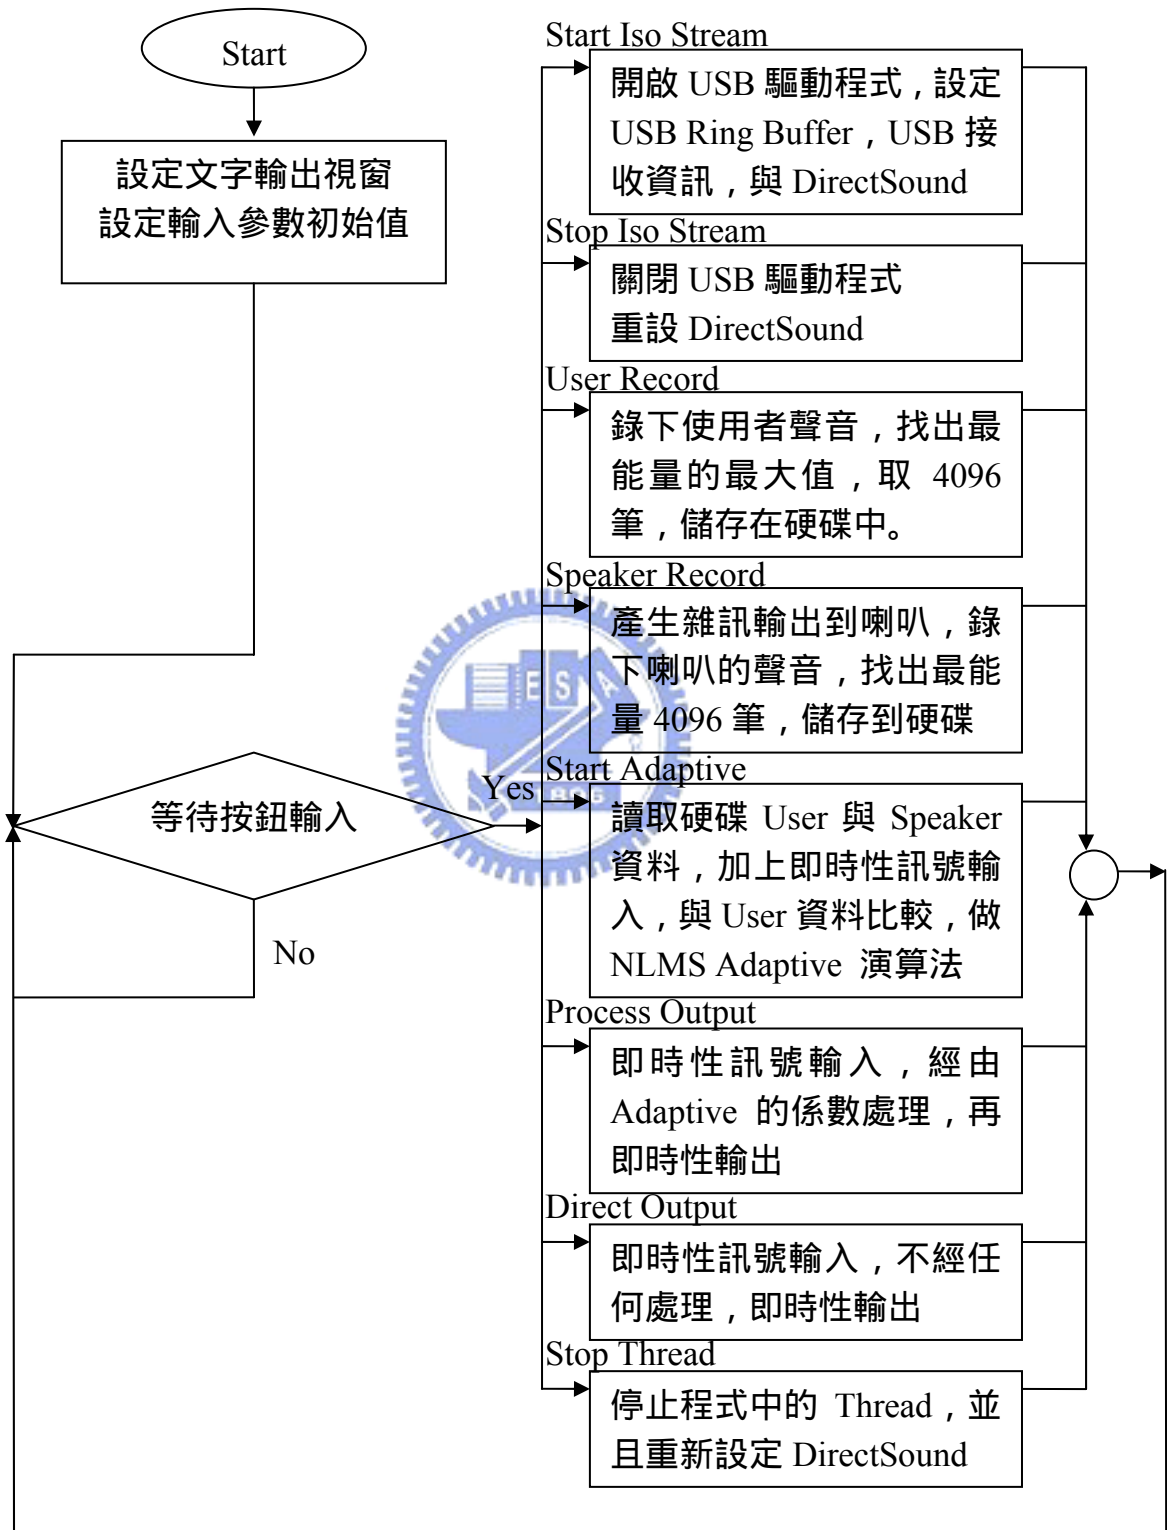 Start
設定文字輸出視窗
設定輸入參數初始值
等待按鈕輸入
Yes
No
Start Iso Stream
開啟 USB 驅動程式，設定
USB Ring Buffer，USB 接
收資訊，與 DirectSound
Stop Iso Stream
關閉 USB 驅動程式
重設 DirectSound
User Record
錄下使用者聲音，找出最
能量的最大值，取 4096
筆，儲存在硬碟中。
Speaker Record
產生雜訊輸出到喇叭，錄
下喇叭的聲音，找出最能
量 4096 筆，儲存到硬碟
Start Adaptive
讀取硬碟 User 與 Speaker
資料，加上即時性訊號輸
入，與 User 資料比較，做
NLMS Adaptive 演算法
Process Output
即時性訊號輸入，經由
Adaptive 的係數處理，再
即時性輸出
Direct Output
即時性訊號輸入，不經任
何處理，即時性輸出
Stop Thread
停止程式中的 Thread，並
且重新設定 DirectSound
E S A
1896